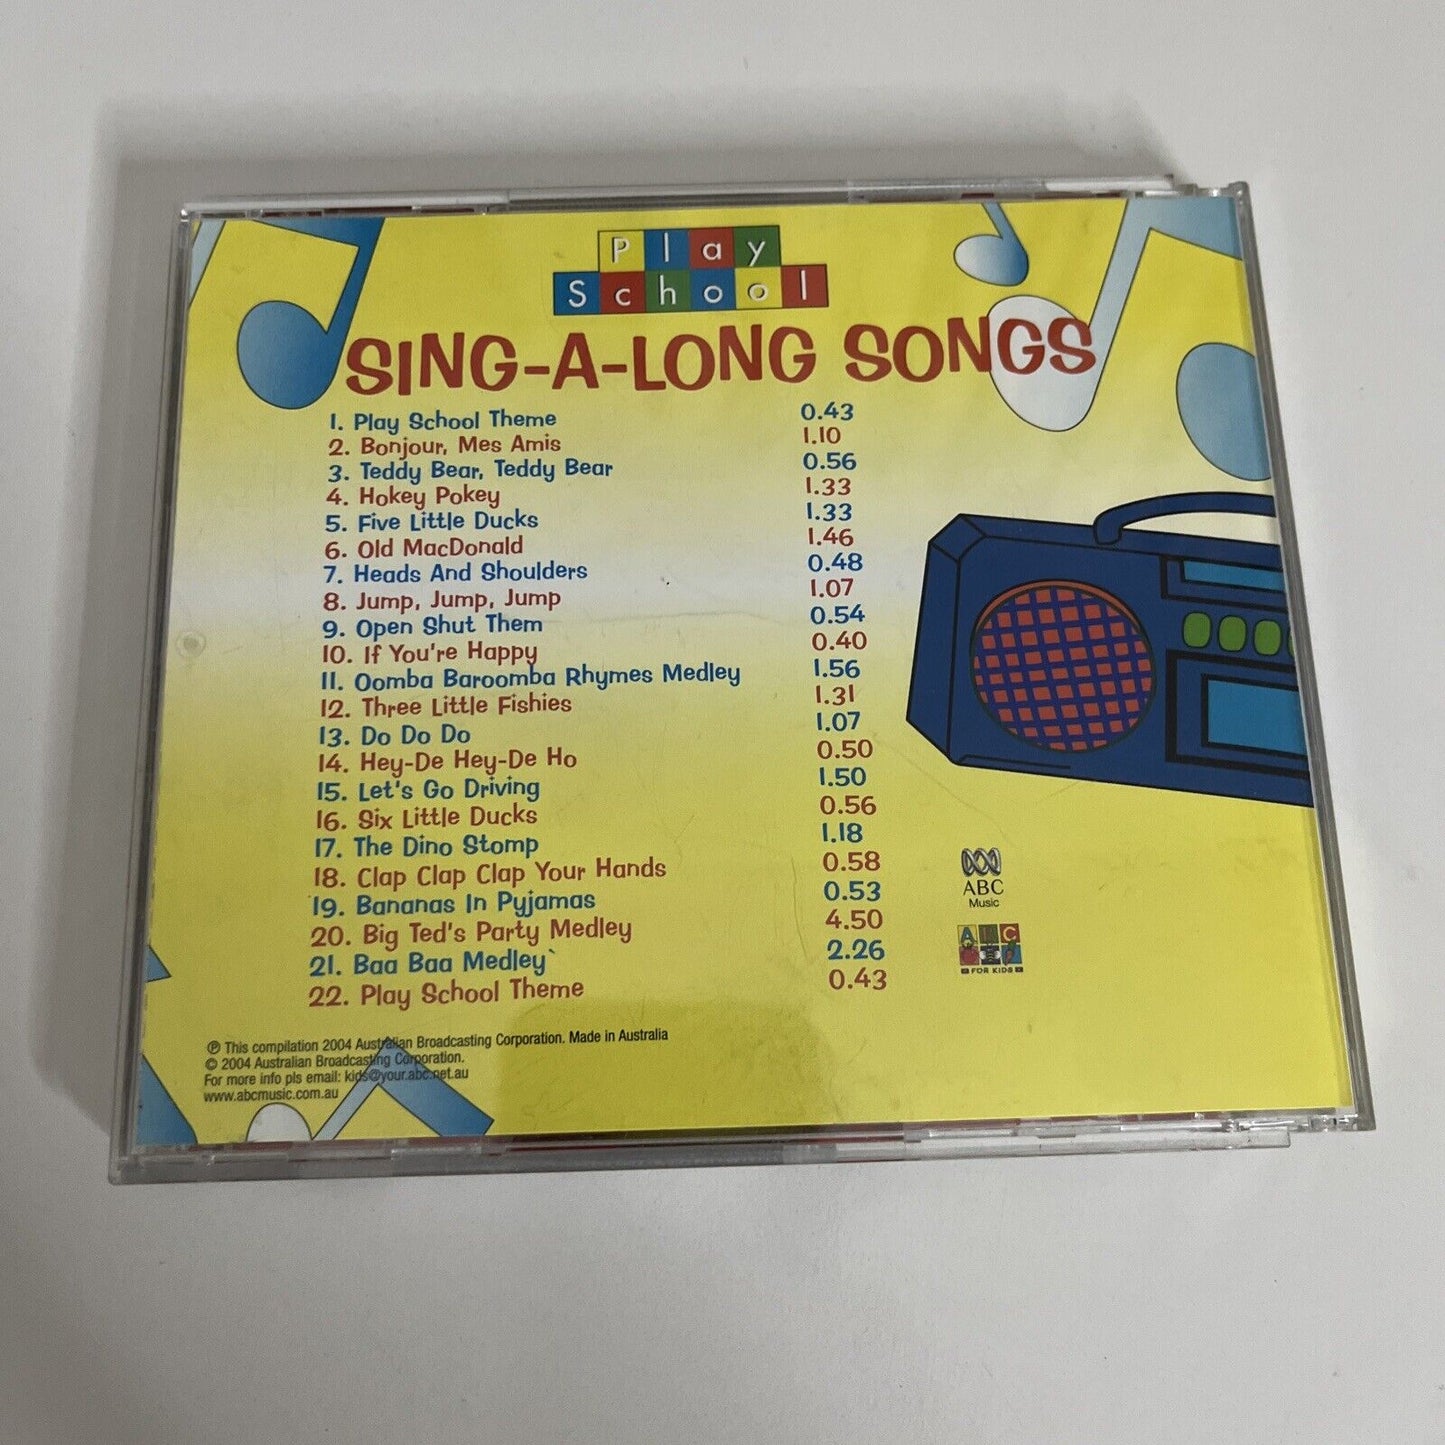 Play
School
SING-A-LONG SONGS
1. Play School Theme 0.43
2. Bonjour, Mes Amis 1.10
3. Teddy Bear, Teddy Bear 0.56
4. Hokey Pokey 1.33
5. Five Little Ducks 1.33
6. Old MacDonald 1.46
7. Heads And Shoulders 0.48
8. Jump, Jump, Jump 1.07
9. Open Shut Them 0.54
10. If You're Happy 0.40
11. Oomba Baroomba Rhymes Medley 1.56
12. Three Little Fishies 1.31
13. Do Do Do 1.07
14. Hey-De Hey-De Ho 0.50
15. Let's Go Driving 1.50
16. Six Little Ducks 0.56
17. The Dino Stomp 1.18
18. Clap Clap Clap Your Hands 0.58
19. Bananas In Pyjamas 0.53
20. Big Ted's Party Medley 4.50
21. Baa Baa Medley` 2.26
22. Play School Theme 0.43
ABC
Music
ABC
FOR KIDS
℗ This compilation 2004 Australian Broadcasting Corporation. Made in Australia
© 2004 Australian Broadcasting Corporation.
For more info pls email: kids@your.abc.net.au
www.abcmusic.com.au